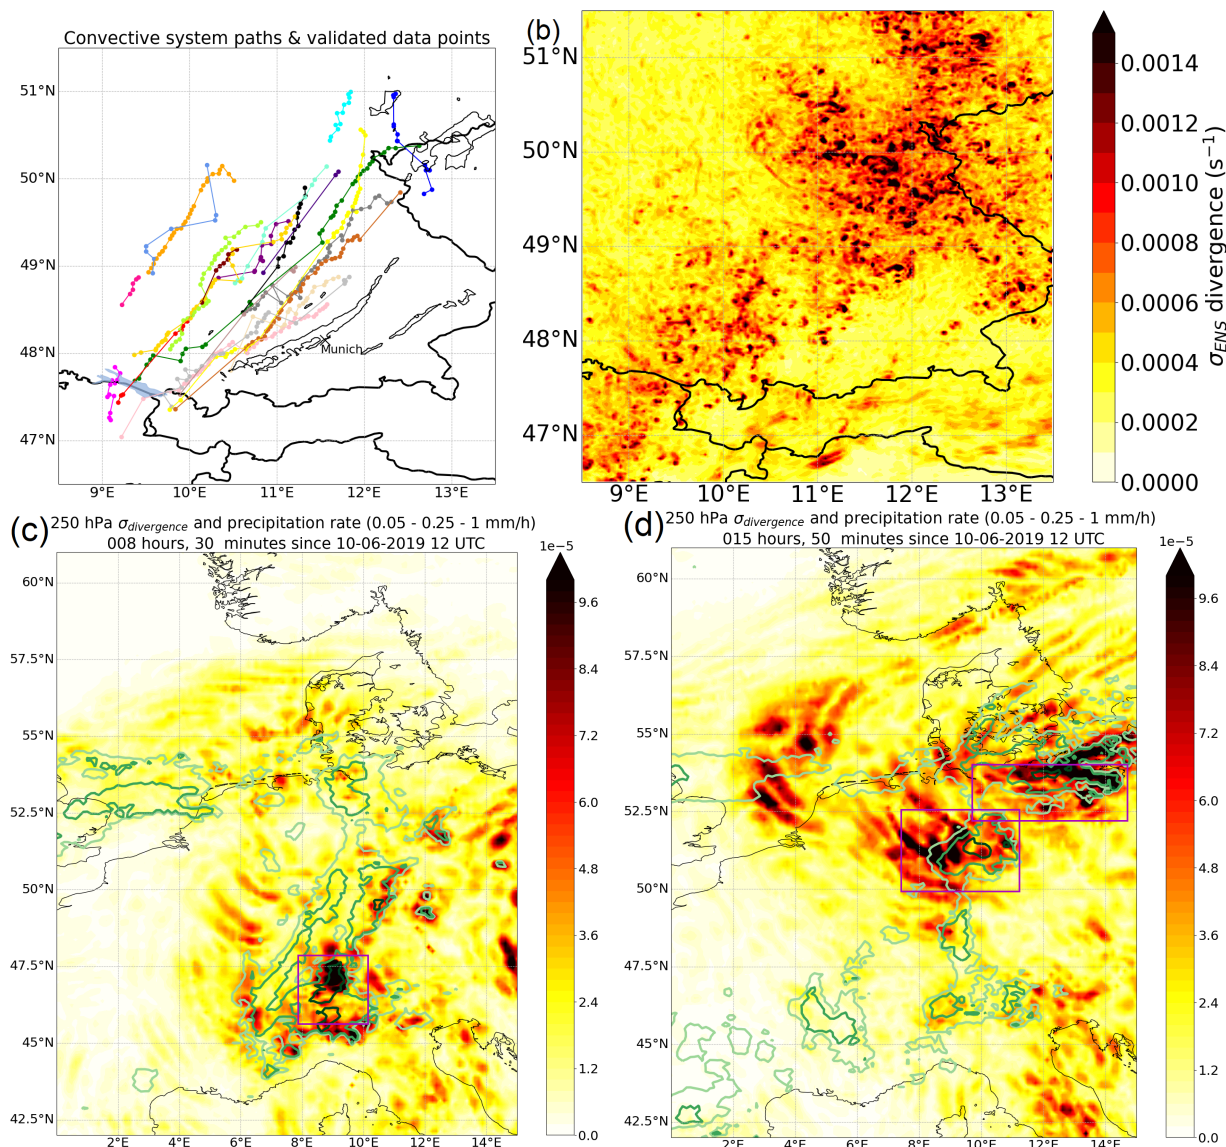 Convective system paths & validated data points
51°N
50°N
49°N
48°N
47°N
9°E 10°E 11°E 12°E 13°E
Munich
(b)
51°N
50°N
49°N
48°N
47°N
9°E 10°E 11°E 12°E 13°E
0.0014
0.0012
0.0010
0.0008
0.0006
0.0004
0.0002
0.0000
σENS divergence (s−1)
(c) 250 hPa σdivergence and precipitation rate (0.05 - 0.25 - 1 mm/h)
008 hours, 30 minutes since 10-06-2019 12 UTC
1e−5
60°N
57.5°N
55°N
52.5°N
50°N
47.5°N
45°N
42.5°N
2°E 4°E 6°E 8°E 10°E 12°E 14°E
9.6
8.4
7.2
6.0
4.8
3.6
2.4
1.2
0.0
(d) 250 hPa σdivergence and precipitation rate (0.05 - 0.25 - 1 mm/h)
015 hours, 50 minutes since 10-06-2019 12 UTC
1e−5
60°N
57.5°N
55°N
52.5°N
50°N
47.5°N
45°N
42.5°N
2°E 4°E 6°E 8°E 10°E 12°E 14°E
9.6
8.4
7.2
6.0
4.8
3.6
2.4
1.2
0.0